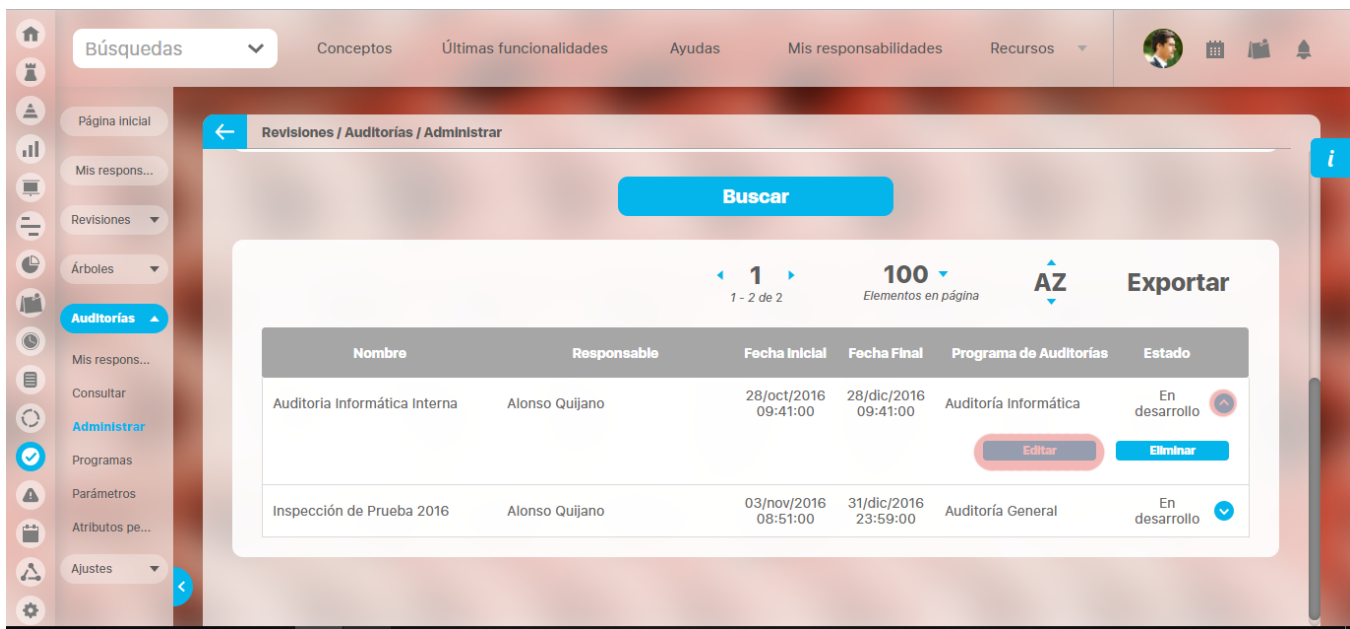 Búsquedas
Conceptos
Últimas funcionalidades
Ayudas
Mis responsabilidades
Recursos
Página inicial
Mis respons...
Revisiones
Árboles
Auditorías
Mis respons...
Consultar
Administrar
Programas
Parámetros
Atributos pe...
Ajustes
Revisiones / Auditorías / Administrar
i
Buscar
1
1 - 2 de 2
100
Elementos en página
AZ
Exportar
Nombre Responsable Fecha Inicial Fecha Final Programa de Auditorías Estado
Auditoria Informática Interna Alonso Quijano 28/oct/2016 28/dic/2016 Auditoría Informática En
09:41:00 09:41:00 desarrollo
Editar Eliminar
Inspección de Prueba 2016 Alonso Quijano 03/nov/2016 31/dic/2016 Auditoría General En
08:51:00 23:59:00 desarrollo